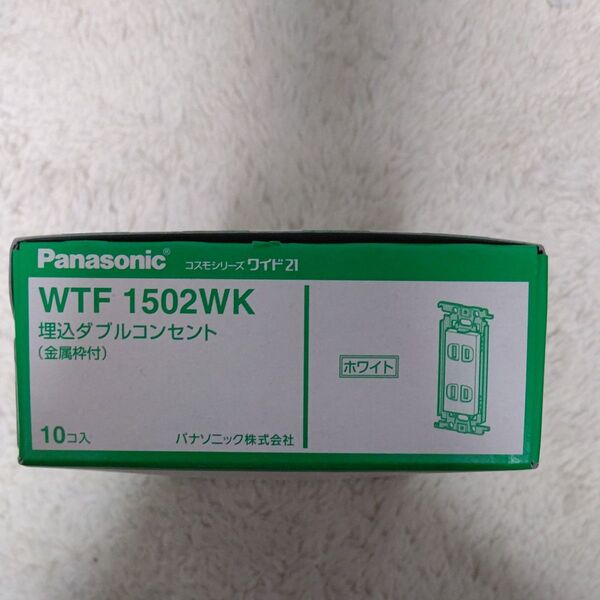 Panasonic® コスモシリーズ ワイド21
WTF 1502WK
埋込ダブルコンセント
(金属枠付)
ホワイト
10コ入
パナソニック株式会社